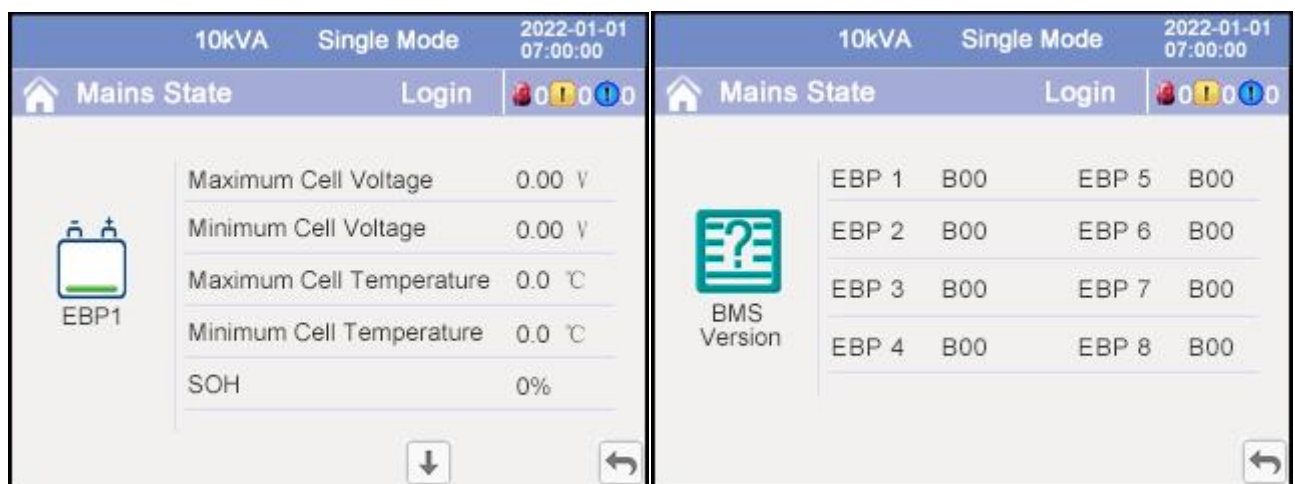 10kVA Single Mode 2022-01-01
07:00:00
Mains State Login 0 ! 0 ! 0
Maximum Cell Voltage 0.00 V
Minimum Cell Voltage 0.00 V
Maximum Cell Temperature 0.0 ℃
Minimum Cell Temperature 0.0 ℃
SOH 0%
EBP1
10kVA Single Mode 2022-01-01
07:00:00
Mains State Login 0 ! 0 ! 0
EBP 1 B00 EBP 5 B00
EBP 2 B00 EBP 6 B00
EBP 3 B00 EBP 7 B00
EBP 4 B00 EBP 8 B00
?
BMS
Version